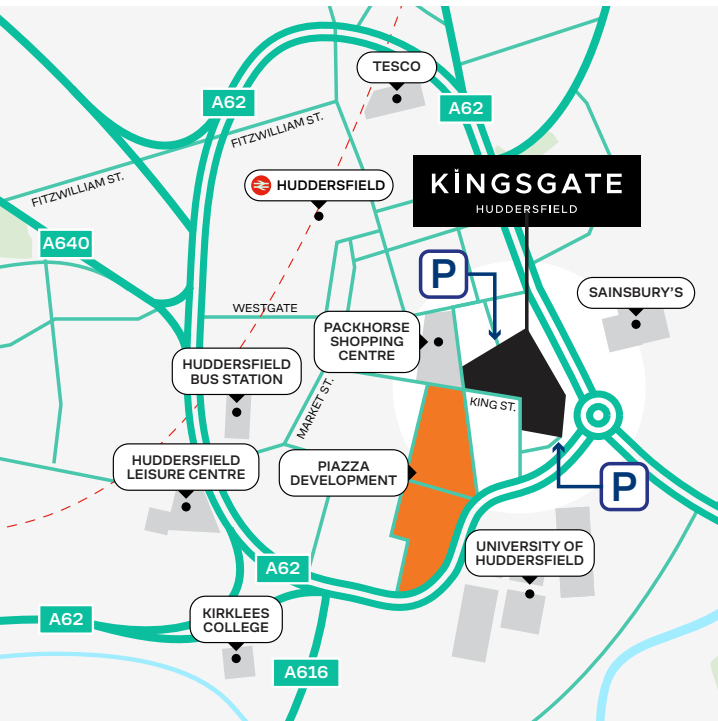 TESCO
A62
A62
FITZWILLIAM ST.
FITZWILLIAM ST.
HUDDERSFIELD
KINGSGATE
HUDDERSFIELD
A640
P
SAINSBURY'S
WESTGATE
PACKHORSE
SHOPPING
CENTRE
HUDDERSFIELD
BUS STATION
MARKET ST.
KING ST.
HUDDERSFIELD
LEISURE CENTRE
PIAZZA
DEVELOPMENT
P
UNIVERSITY OF
HUDDERSFIELD
A62
A62
KIRKLEES
COLLEGE
A616